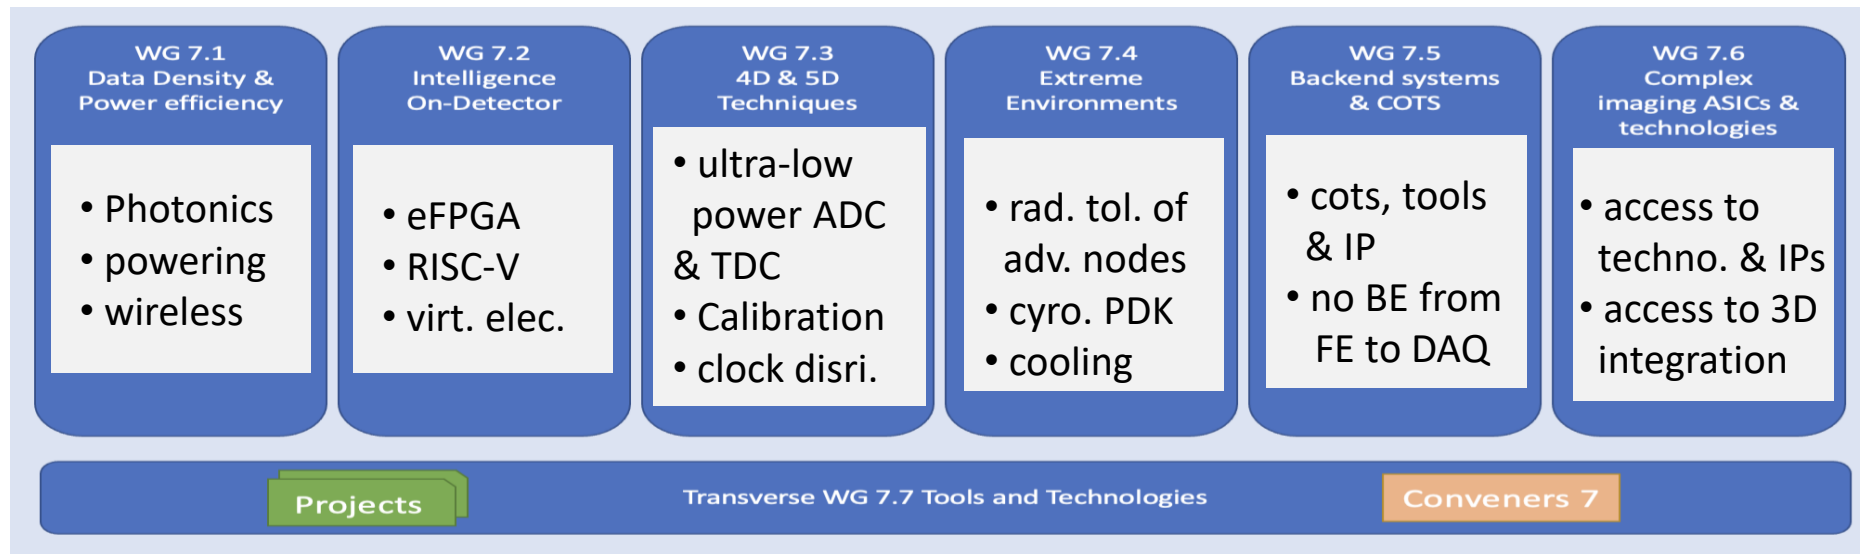 WG 7.1
Data Density &
Power efficiency
• Photonics
• powering
• wireless
WG 7.2
Intelligence
On-Detector
• eFPGA
• RISC-V
• virt. elec.
WG 7.3
4D & 5D
Techniques
• ultra-low
power ADC
& TDC
• Calibration
• clock disri.
WG 7.4
Extreme
Environments
• rad. tol. of
adv. nodes
• cyro. PDK
• cooling
WG 7.5
Backend systems
& COTS
• cots, tools
& IP
• no BE from
FE to DAQ
WG 7.6
Complex
imaging ASICs &
technologies
• access to
techno. & IPs
• access to 3D
integration
Projects
Transverse WG 7.7 Tools and Technologies
Conveners 7